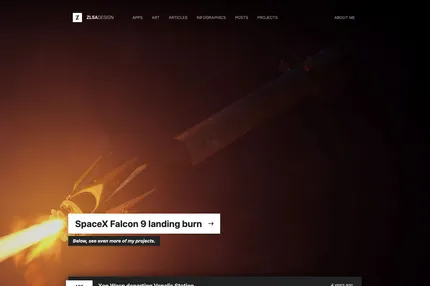 Z ZLSADESIGN APPS ART ARTICLES INFOGRAPHICS POSTS PROJECTS ABOUT ME
SpaceX Falcon 9 landing burn →
Below, see even more of my projects.